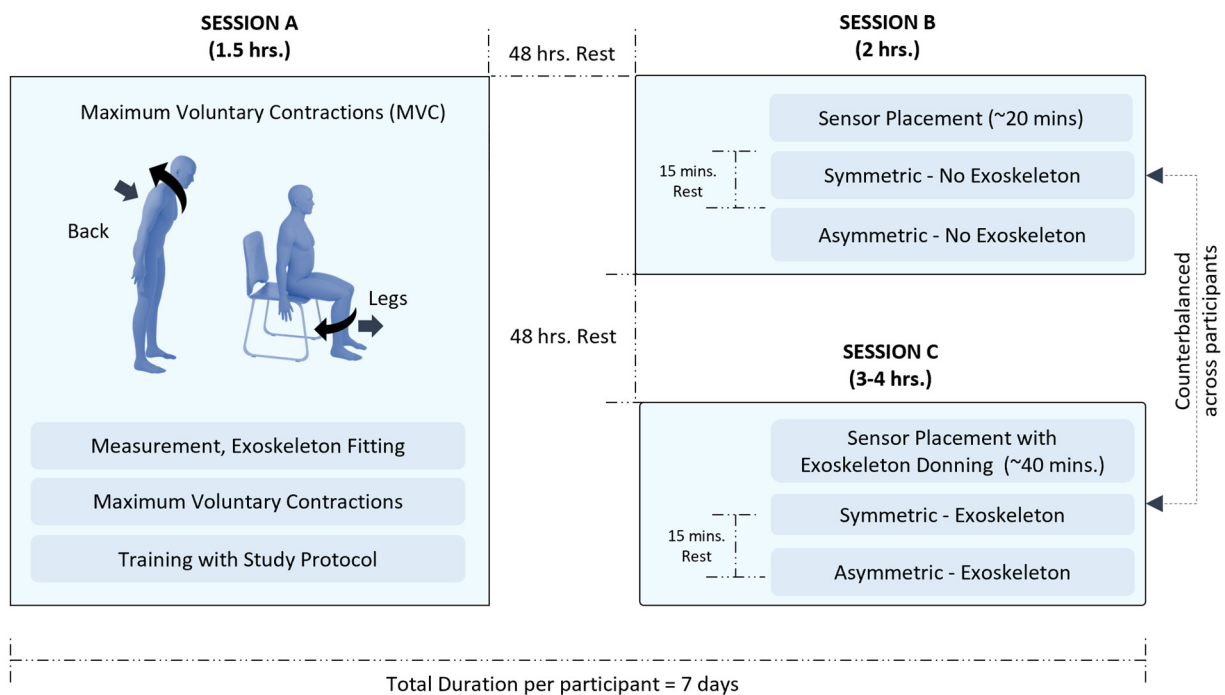 SESSION A
(1.5 hrs.)
48 hrs. Rest
SESSION B
(2 hrs.)
Maximum Voluntary Contractions (MVC)
Back
Legs
Measurement, Exoskeleton Fitting
Maximum Voluntary Contractions
Training with Study Protocol
Sensor Placement (~20 mins)
15 mins.
Rest
Symmetric - No Exoskeleton
Asymmetric - No Exoskeleton
48 hrs. Rest
SESSION C
(3-4 hrs.)
Sensor Placement with
Exoskeleton Donning (~40 mins.)
15 mins.
Rest
Symmetric - Exoskeleton
Asymmetric - Exoskeleton
Counterbalanced
across participants
Total Duration per participant = 7 days